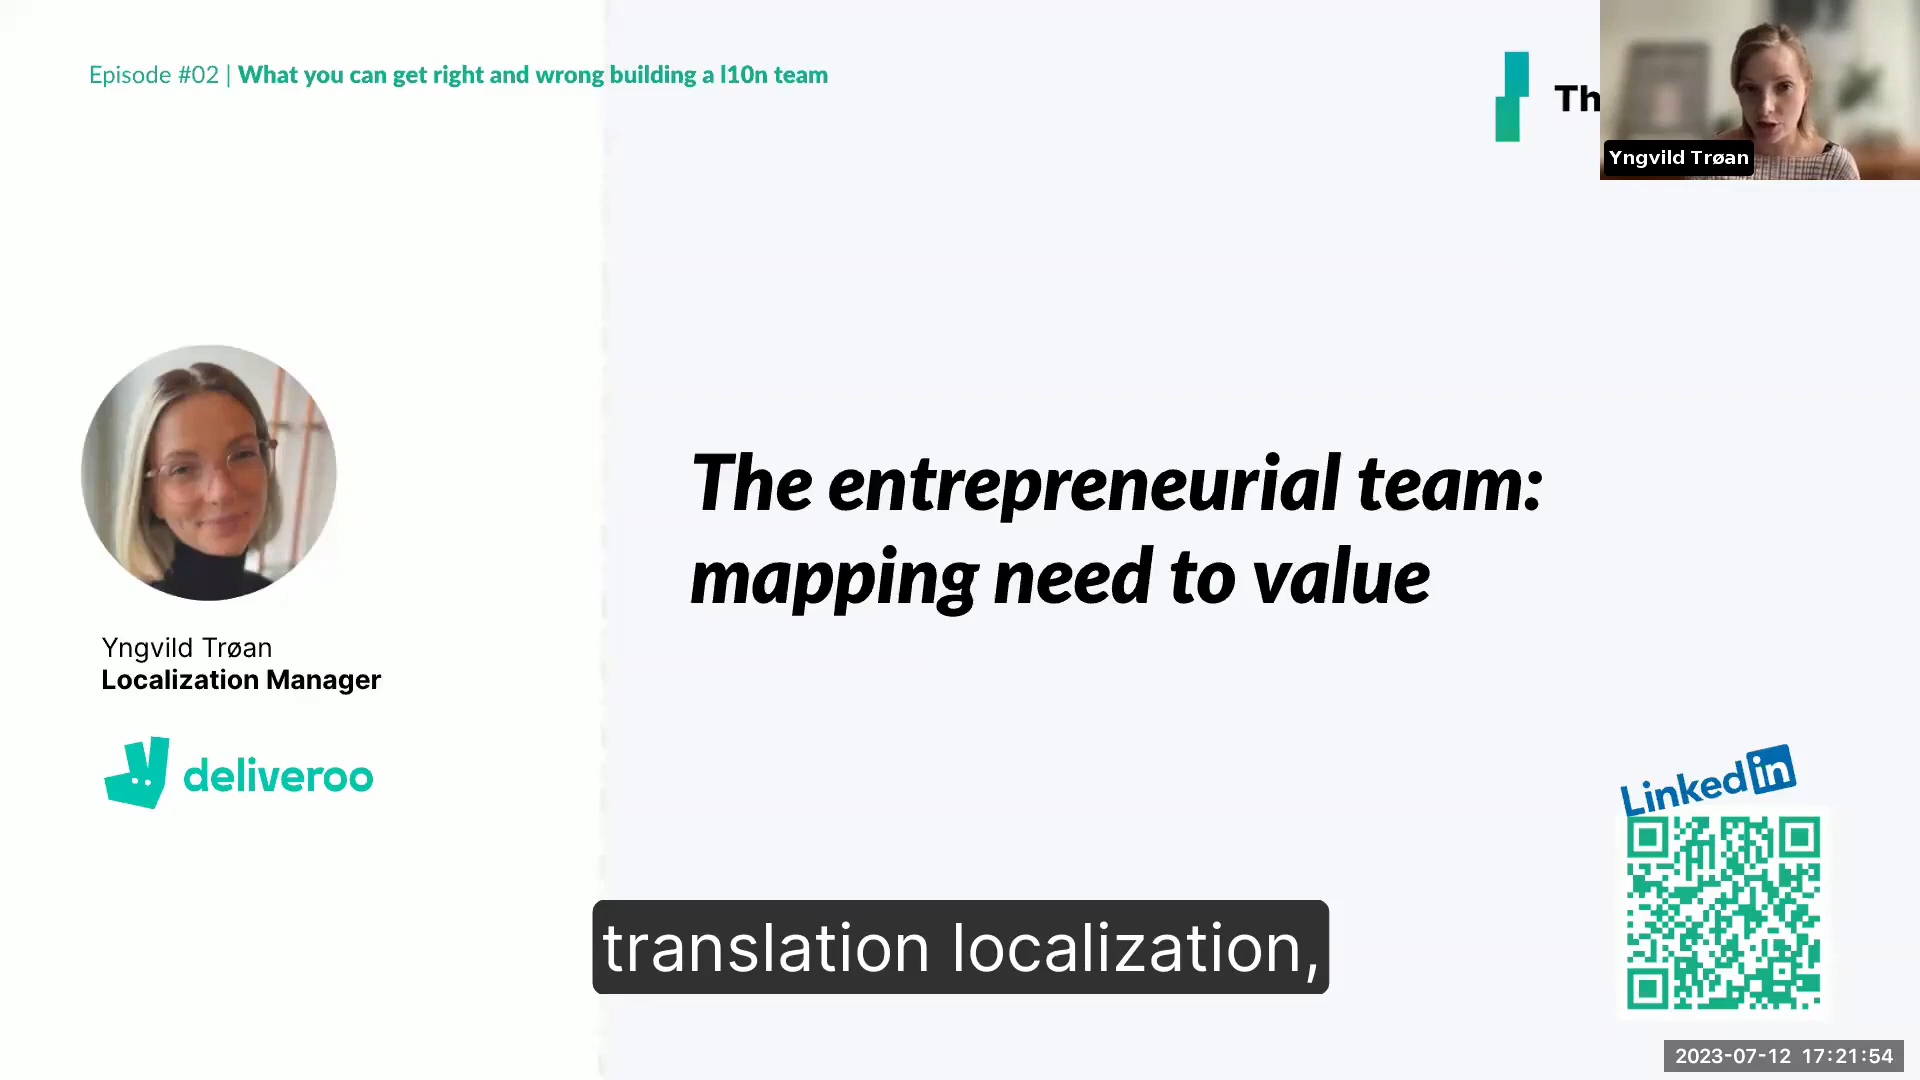 Episode #02 | What you can get right and wrong building a l10n team
Th
Yngvild Trøan
The entrepreneurial team:
mapping need to value
Yngvild Trøan
Localization Manager
deliveroo
LinkedIn
translation localization,
2023-07-12 17:21:54